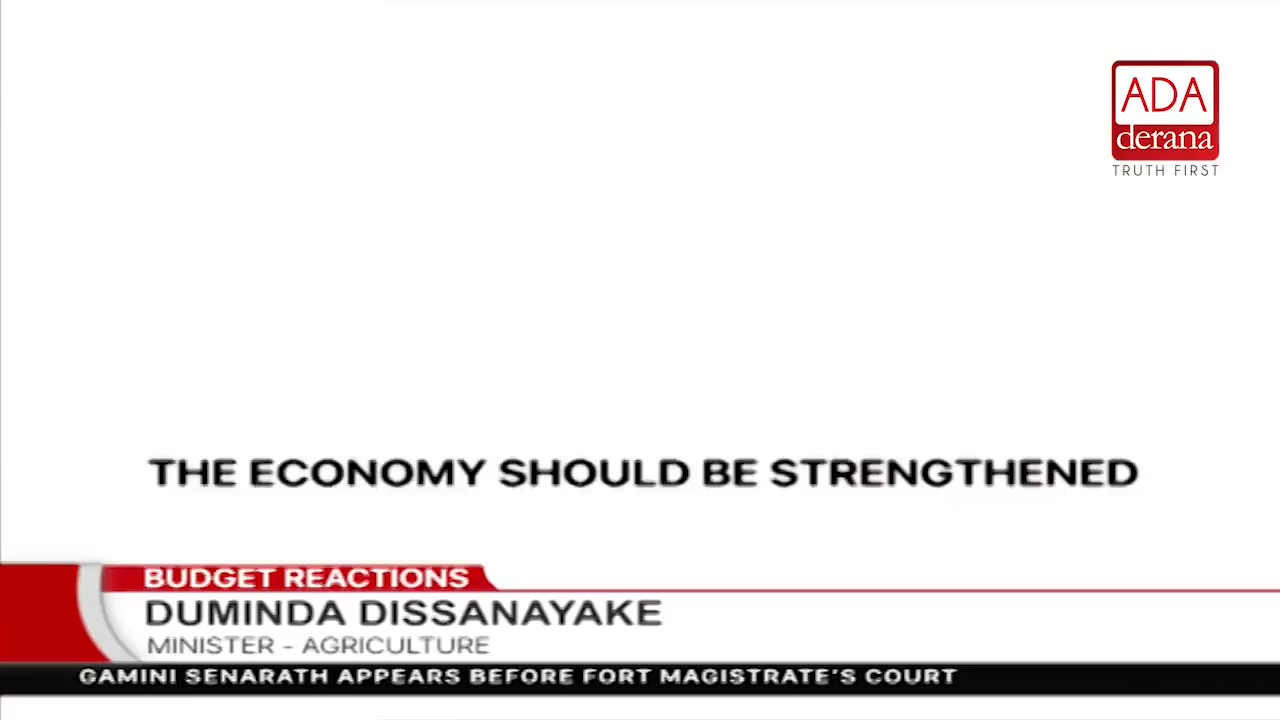 ADA
derana
TRUTH FIRST
THE ECONOMY SHOULD BE STRENGTHENED
BUDGET REACTIONS
DUMINDA DISSANAYAKE
MINISTER - AGRICULTURE
GAMINI SENARATH APPEARS BEFORE FORT MAGISTRATE'S COURT